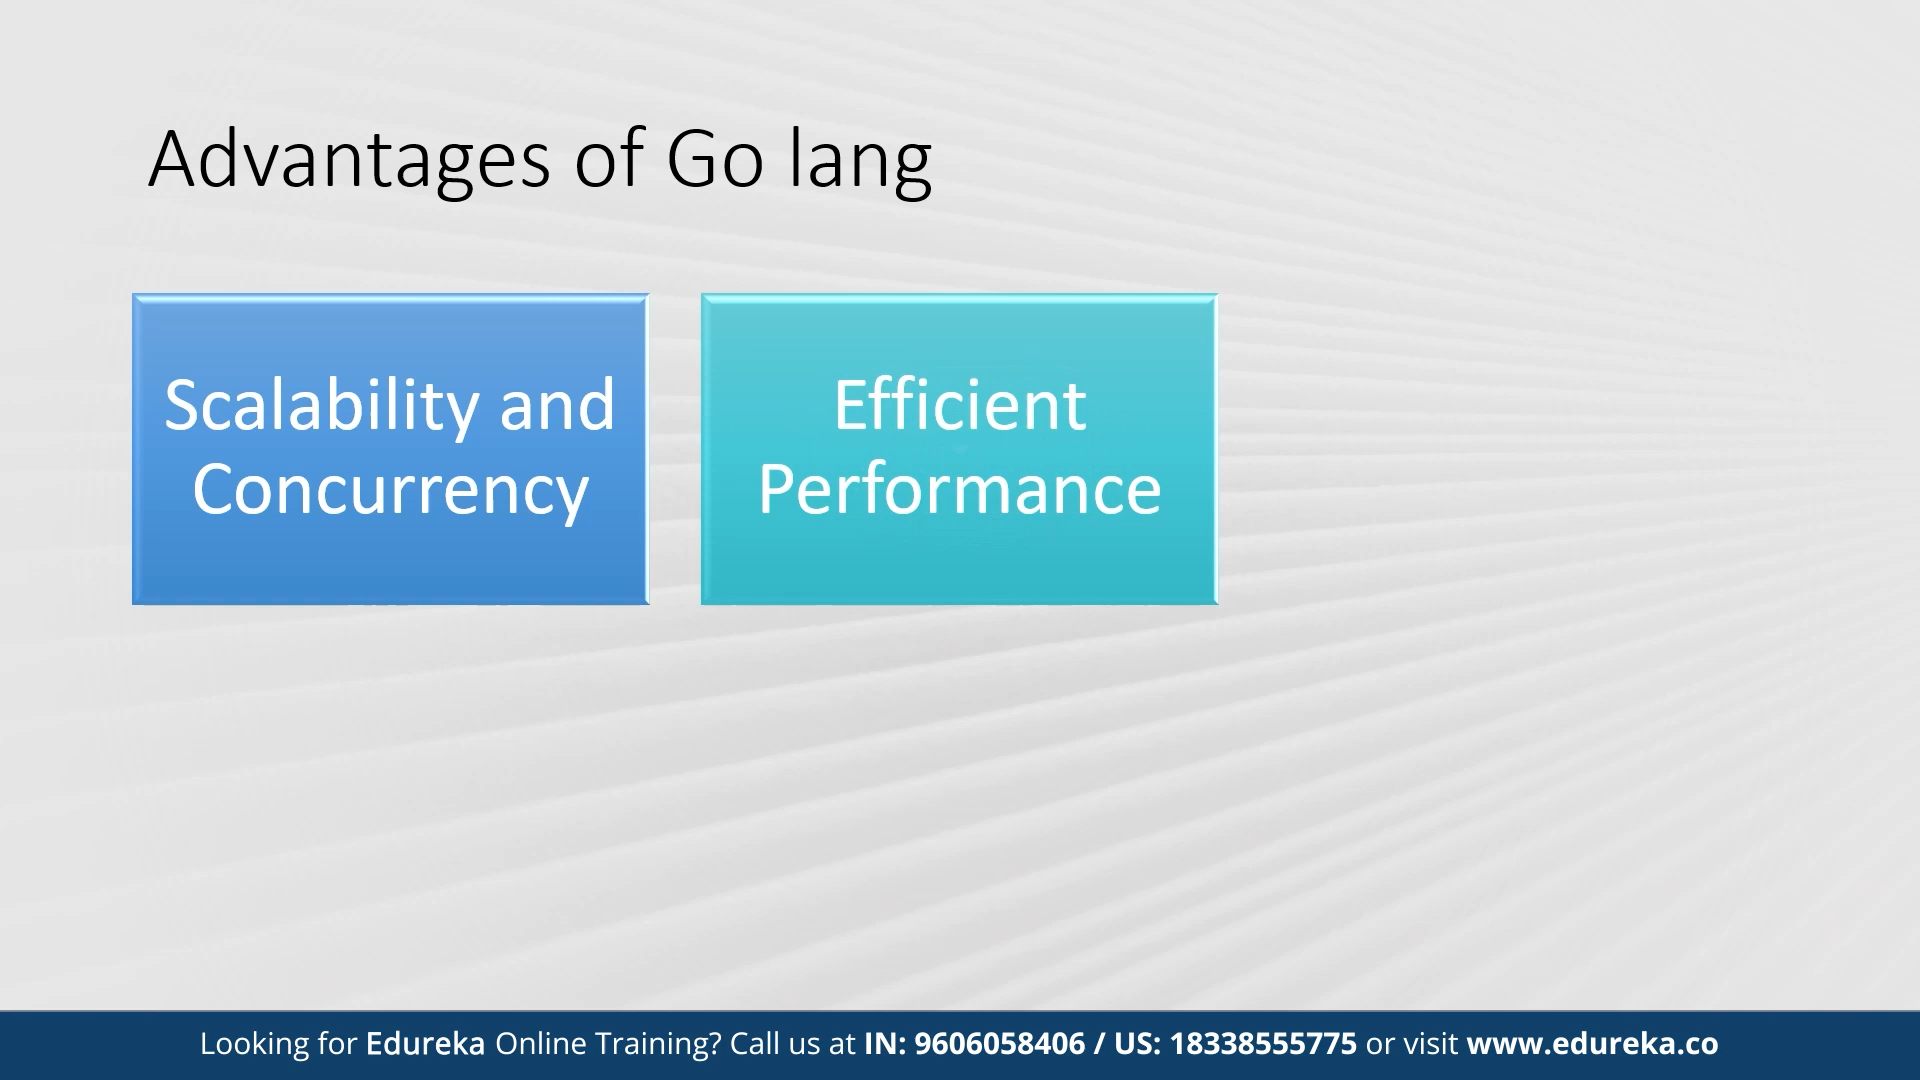 Advantages of Go lang
Scalability and
Concurrency
Efficient
Performance
Looking for Edureka Online Training? Call us at IN: 9606058406 / US: 18338555775 or visit www.edureka.co